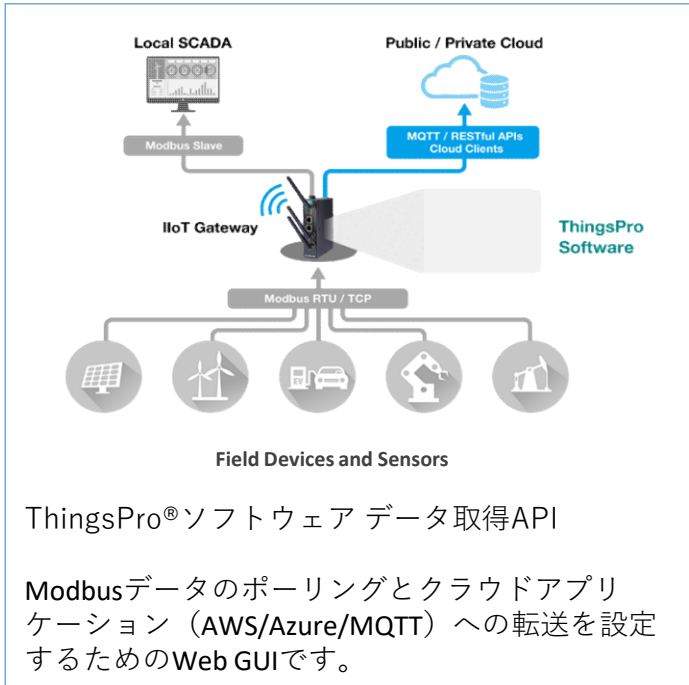 Local SCADA
Public / Private Cloud
Modbus Slave
MQTT / RESTful APIs
Cloud Clients
IIoT Gateway
ThingsPro
Software
Modbus RTU / TCP
EV
Field Devices and Sensors
ThingsPro®ソフトウェア データ取得API
Modbusデータのポーリングとクラウドアプリ
ケーション（AWS/Azure/MQTT）への転送を設定
するためのWeb GUIです。